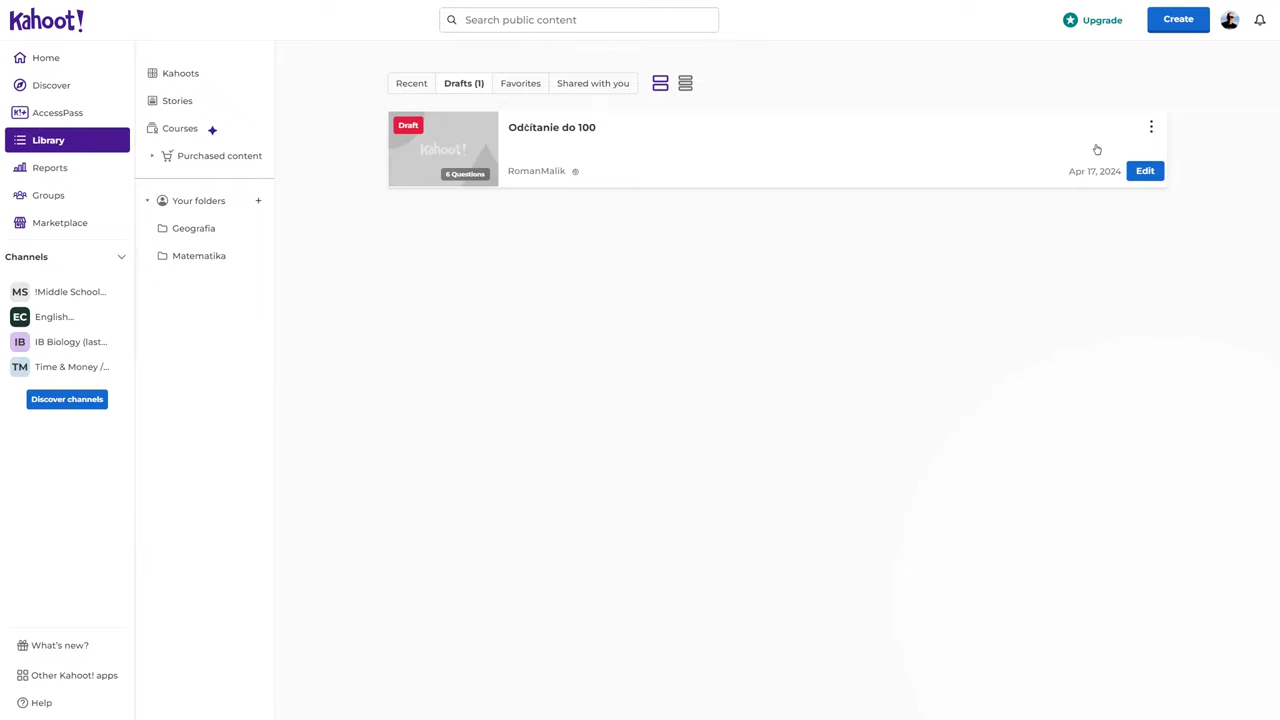 Kahoot!
Search public content
Upgrade
Create
Home
Discover
K!+ AccessPass
Library
Reports
Groups
Marketplace
Channels
MS !Middle School...
EC English...
IB IB Biology (last...
TM Time & Money /...
Discover channels
What's new?
Other Kahoot! apps
Help
Kahoots
Stories
Courses
Purchased content
Your folders +
Geografia
Matematika
Recent Drafts (1) Favorites Shared with you
Draft
Kahoot!
6 Questions
Odčítanie do 100
RomanMalik
Apr 17, 2024
Edit